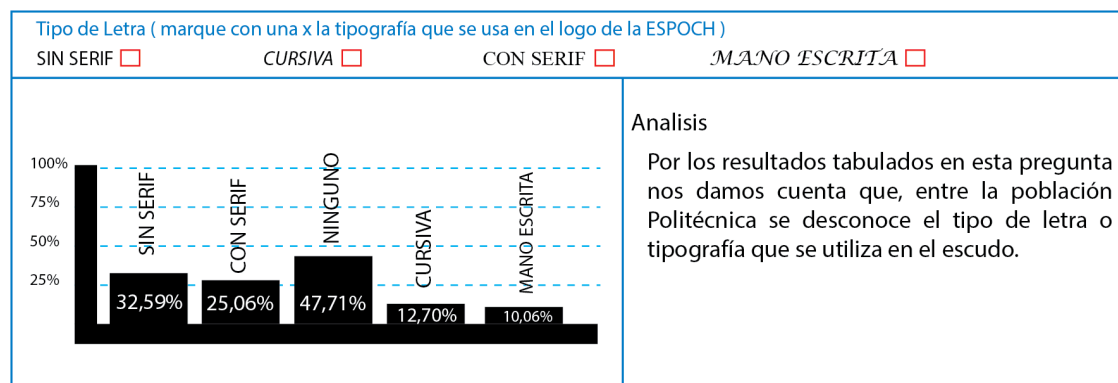 Tipo de Letra ( marque con una x la tipografía que se usa en el logo de la ESPOCH )
SIN SERIF CURSIVA CON SERIF MANO ESCRITA
100%
75%
50%
25%
SIN SERIF
CON SERIF
NINGUNO
CURSIVA
MANO ESCRITA
32,59% 25,06% 47,71% 12,70% 10,06%
Analisis
Por los resultados tabulados en esta pregunta
nos damos cuenta que, entre la población
Politécnica se desconoce el tipo de letra o
tipografía que se utiliza en el escudo.